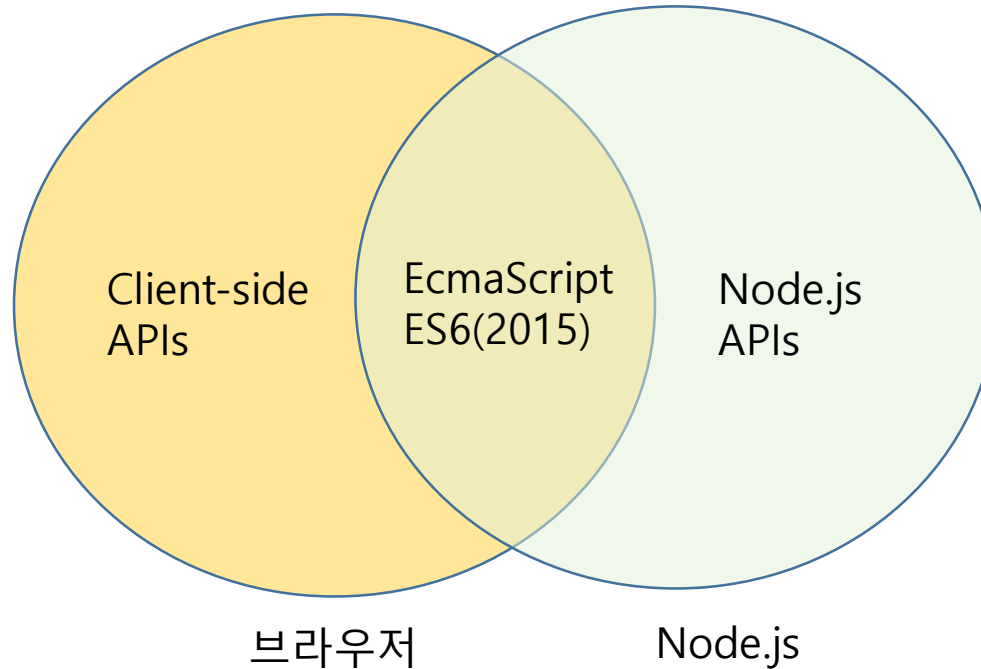 Client-side
APIs
EcmaScript
ES6(2015)
Node.js
APIs
브라우저
Node.js